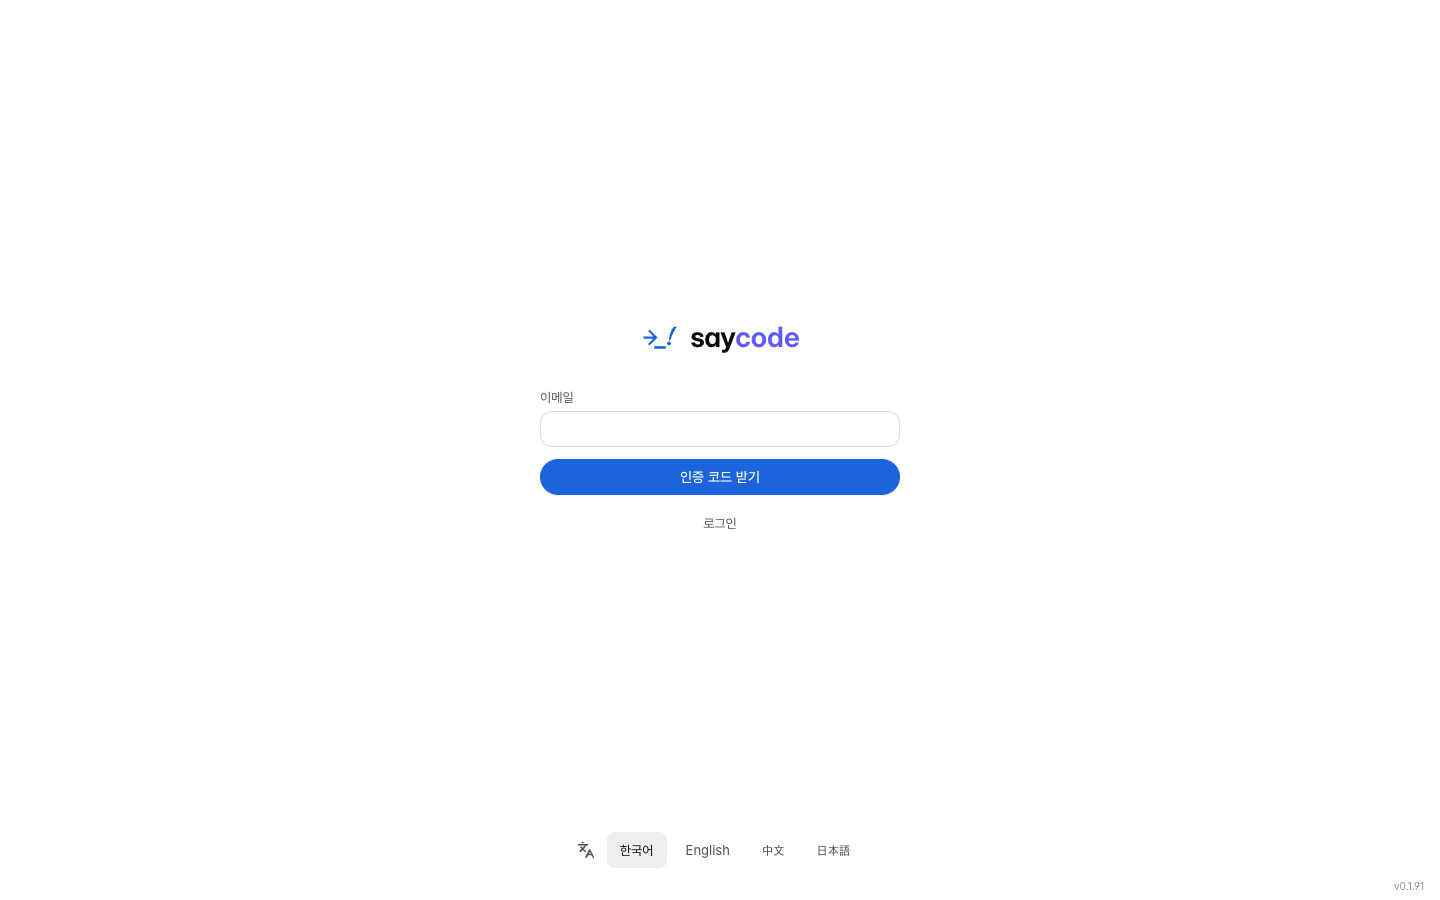 saycode
이메일
인증 코드 받기
로그인
한국어 English 中文 日本語
v0.1.91